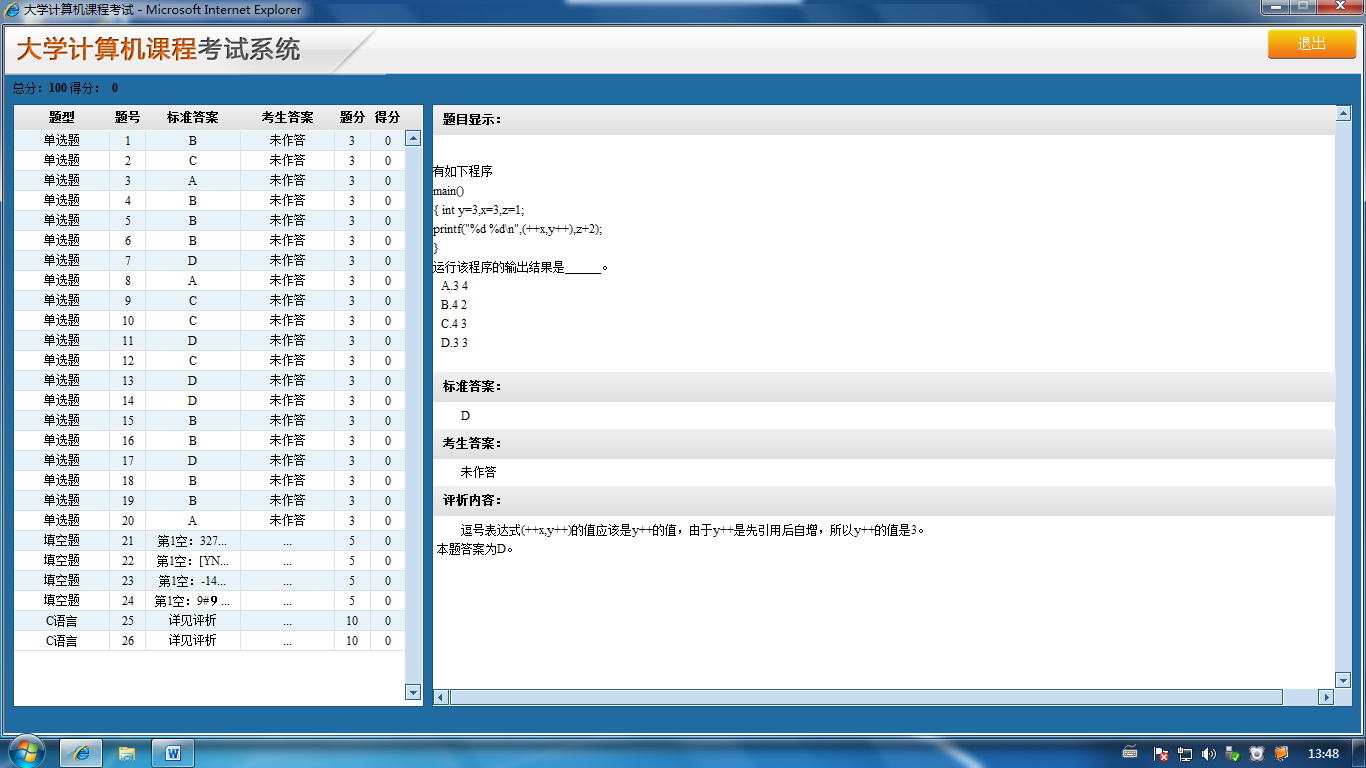 大学计算机课程考试 - Microsoft Internet Explorer
大学计算机课程考试系统
退出
总分：100 得分： 0
题型 题号 标准答案 考生答案 题分 得分
单选题 1 B 未作答 3 0
单选题 2 C 未作答 3 0
单选题 3 A 未作答 3 0
单选题 4 B 未作答 3 0
单选题 5 B 未作答 3 0
单选题 6 B 未作答 3 0
单选题 7 D 未作答 3 0
单选题 8 A 未作答 3 0
单选题 9 C 未作答 3 0
单选题 10 C 未作答 3 0
单选题 11 D 未作答 3 0
单选题 12 C 未作答 3 0
单选题 13 D 未作答 3 0
单选题 14 D 未作答 3 0
单选题 15 B 未作答 3 0
单选题 16 B 未作答 3 0
单选题 17 D 未作答 3 0
单选题 18 B 未作答 3 0
单选题 19 B 未作答 3 0
单选题 20 A 未作答 3 0
填空题 21 第1空：327... ... 5 0
填空题 22 第1空：[YN... ... 5 0
填空题 23 第1空：-14... ... 5 0
填空题 24 第1空：9#9 ... ... 5 0
C语言 25 详见评析 ... 10 0
C语言 26 详见评析 ... 10 0
题目显示：
有如下程序
main()
{ int y=3,x=3,z=1;
printf("%d %d\n",(++x,y++),z+2);
}
运行该程序的输出结果是______。
A.3 4
B.4 2
C.4 3
D.3 3
标准答案：
D
考生答案：
未作答
评析内容：
逗号表达式(++x,y++)的值应该是y++的值，由于y++是先引用后自增，所以y++的值是3。
本题答案为D。
13:48